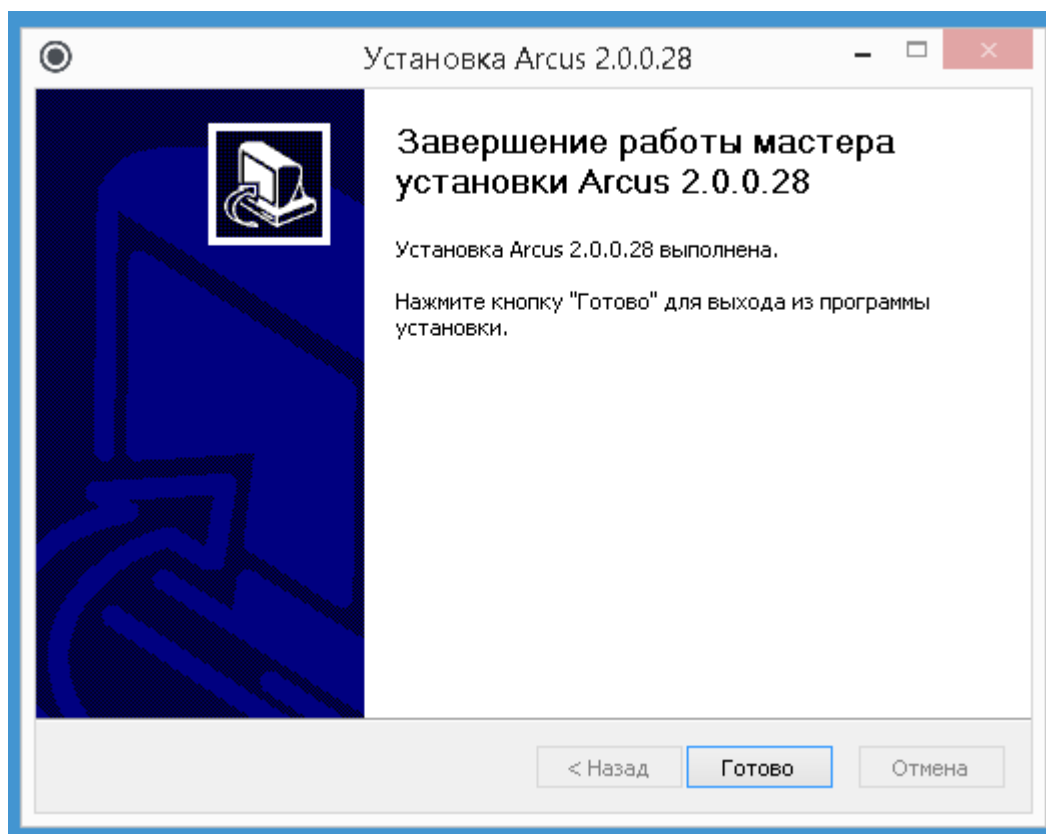 Установка Arcus 2.0.0.28
Завершение работы мастера
установки Arcus 2.0.0.28
Установка Arcus 2.0.0.28 выполнена.
Нажмите кнопку "Готово" для выхода из программы
установки.
< Назад
Готово
Отмена